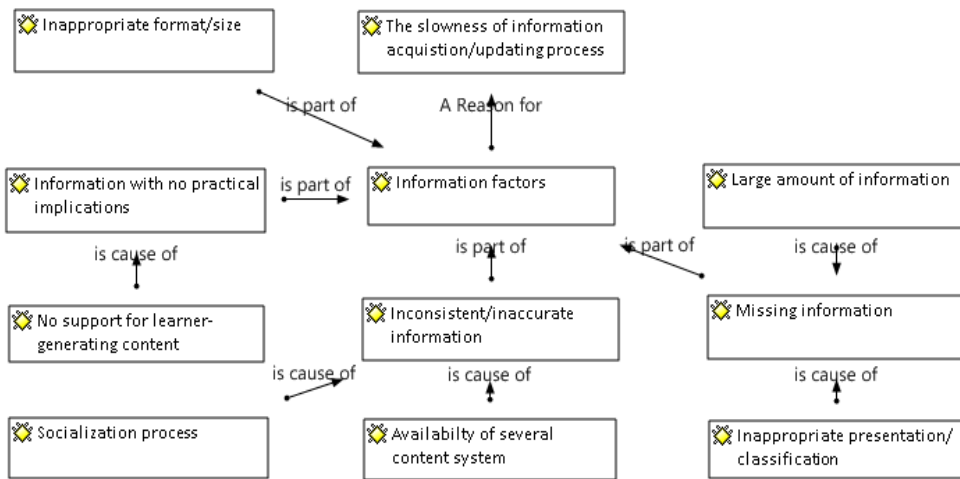 Inappropriate format/size
The slowness of information
acquistion/updating process
is part of
A Reason for
Information with no practical
implications
is part of
Information factors
Large amount of information
is cause of
is part of
is part of
is cause of
No support for learner-
generating content
Inconsistent/inaccurate
information
Missing information
is cause of
is cause of
is cause of
Socialization process
Availabilty of several
content system
Inappropriate presentation/
classification